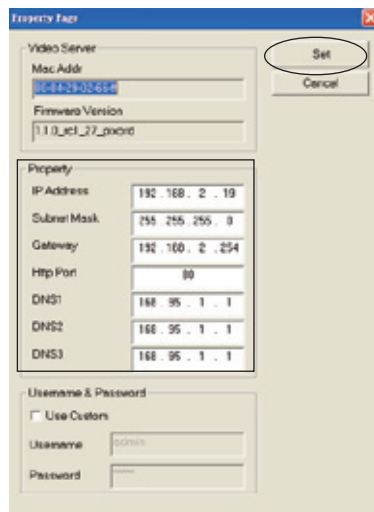 Property Page
Video Server
Set
Mac Addr
Cancel
Firmware Version
Property
IP Address 192 . 168 . 2 . 19
Subnet Mask 255 . 255 . 255 . 0
Gateway 192 . 168 . 2 . 254
Http Port 80
DNS1 168 . 95 . 1 . 1
DNS2 168 . 95 . 1 . 1
DNS3 168 . 95 . 1 . 1
Username & Password
Use Custom
Username admin
Password